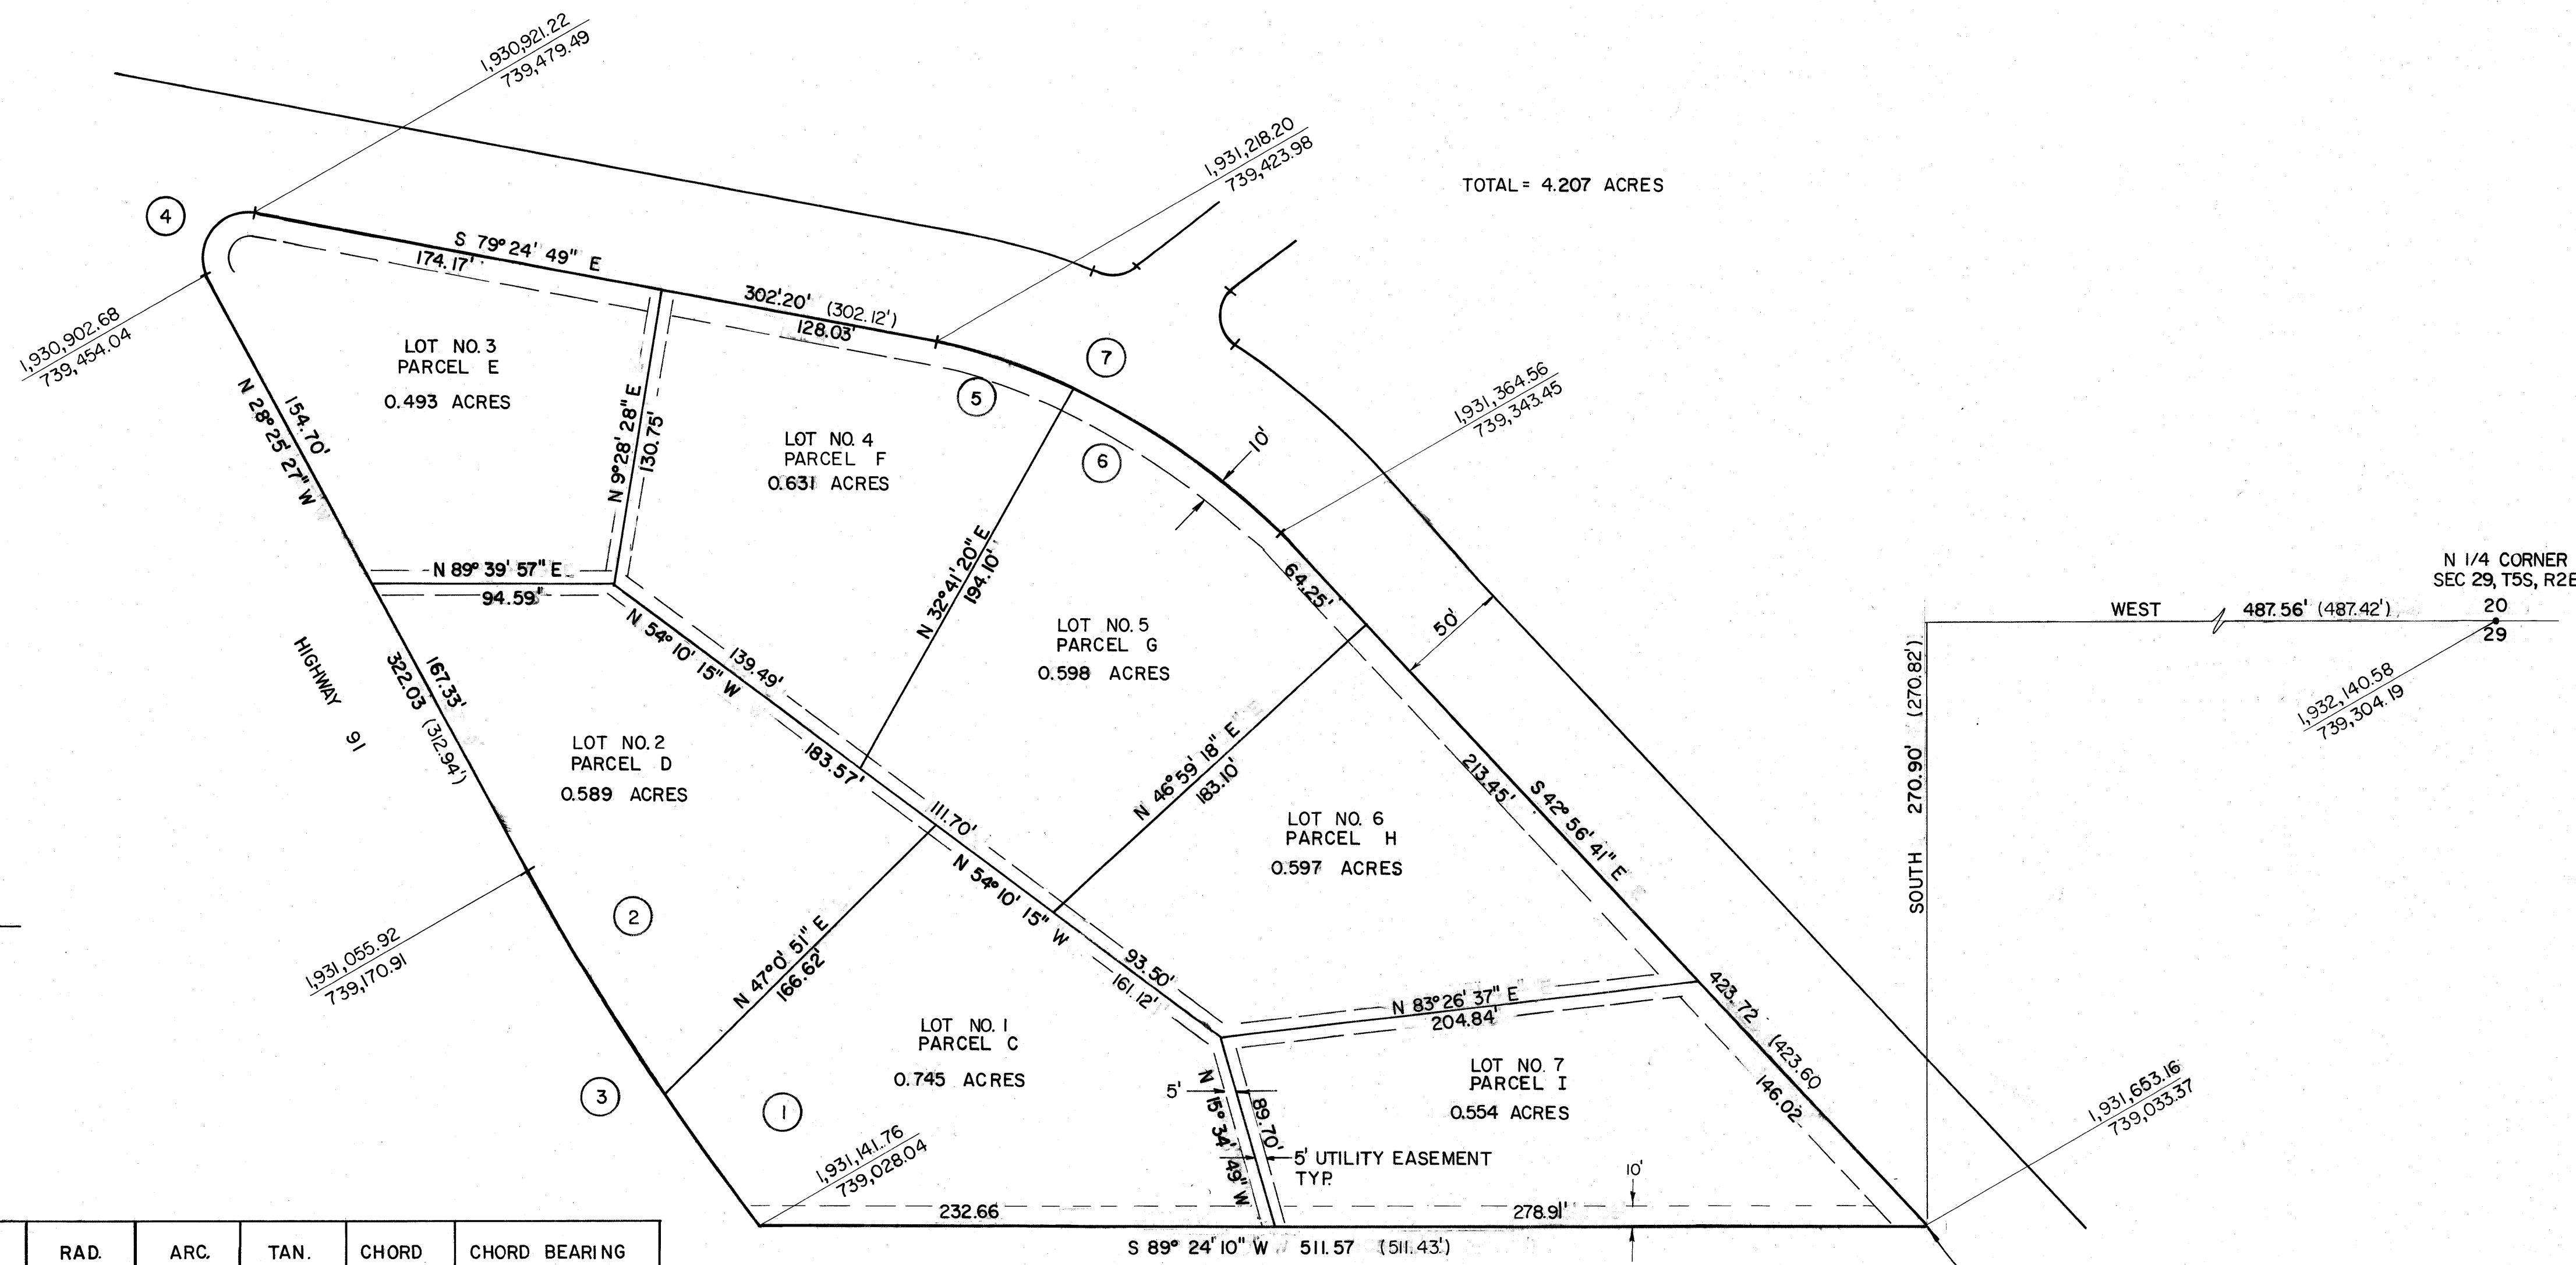 1,930,921.22
739,479.49
1,931,218.20
739,423.98
TOTAL = 4.207 ACRES
4
S 79° 24' 49" E
174.17'
302.20' (302.12')
128.03'
7
5
6
10'
1,930,902.68
739,454.04
LOT NO. 3
PARCEL E
0.493 ACRES
154.70'
N 28° 25' 27" W
N 9° 28' 28" E
130.75'
LOT NO. 4
PARCEL F
0.631 ACRES
1,931,364.56
739,343.45
N 32° 41' 20" E
194.10'
N 89° 39' 57" E
94.59'
64.25'
50'
N 1/4 CORNER
SEC 29, T5S, R2E
WEST 487.56' (487.42')
20
29
1,932,140.58
739,304.19
SOUTH 270.90' (270.82')
LOT NO. 5
PARCEL G
0.598 ACRES
N 54° 10' 15" W
139.49'
183.57'
HIGHWAY 91
167.33'
322.03 (312.94')
LOT NO. 2
PARCEL D
0.589 ACRES
N 46° 59' 18" E
183.10'
213.45'
S 42° 56' 41" E
LOT NO. 6
PARCEL H
0.597 ACRES
111.70'
N 54° 10' 15" W
93.50'
161.12'
2
1,931,055.92
739,170.91
N 47° 0' 51" E
166.62'
N 83° 26' 37" E
204.84'
423.72 (423.60
146.02
LOT NO. 1
PARCEL C
0.745 ACRES
LOT NO. 7
PARCEL I
0.554 ACRES
3
1
5'
N 15° 34' 49" W
89.70'
5' UTILITY EASEMENT
TYP.
10'
1,931,141.76
739,028.04
1,931,653.16
739,033.37
232.66
278.91'
S 89° 24' 10" W 511.57 (511.43')
RAD. ARC. TAN. CHORD CHORD BEARING